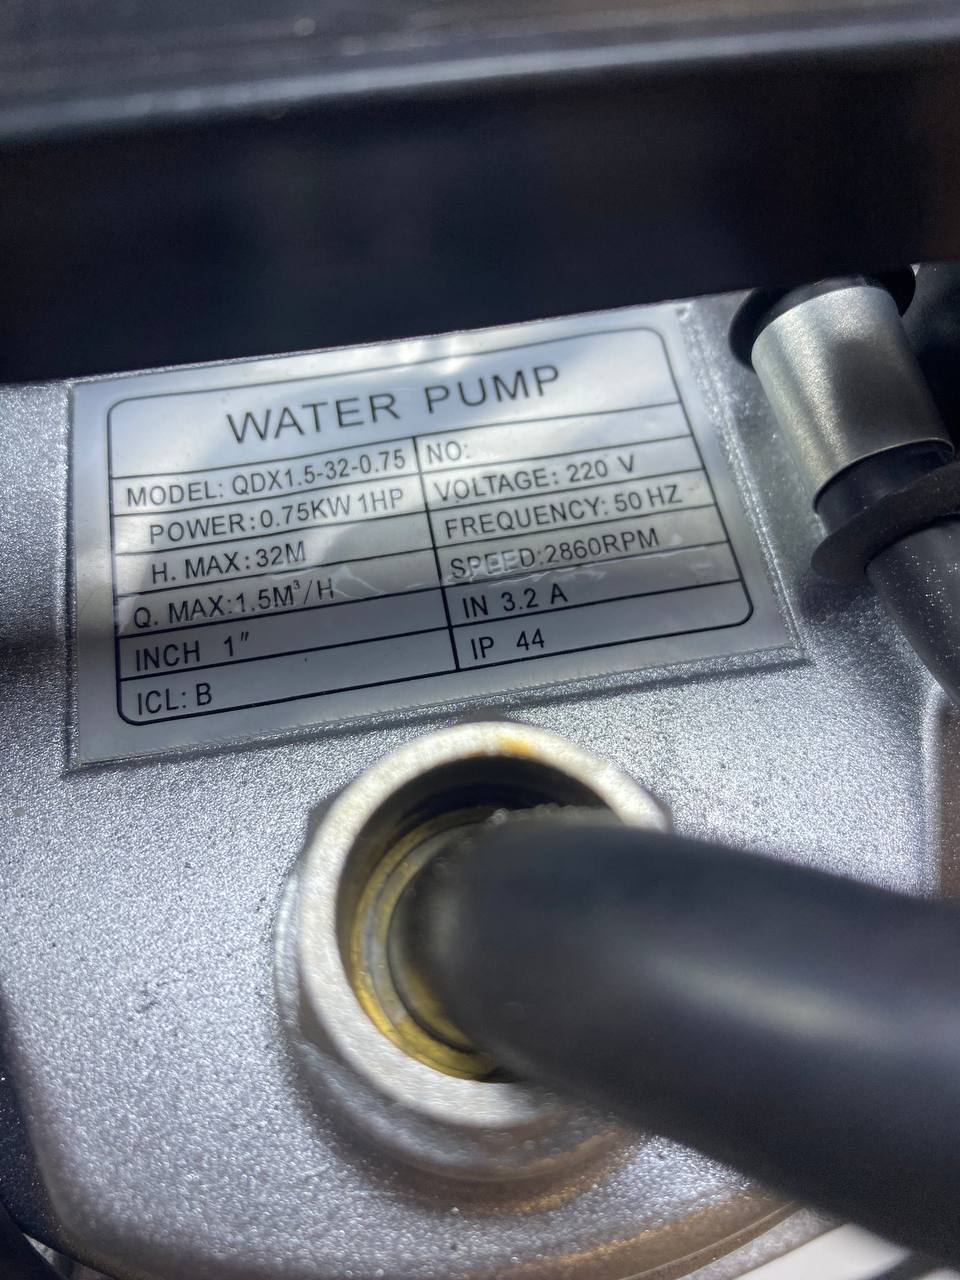 WATER PUMP
MODEL: QDX1.5-32-0.75 NO:
POWER: 0.75KW 1HP VOLTAGE: 220 V
H. MAX: 32M FREQUENCY: 50 HZ
Q. MAX: 1.5M³/H SPEED: 2860RPM
INCH 1" IN 3.2 A
ICL: B IP 44